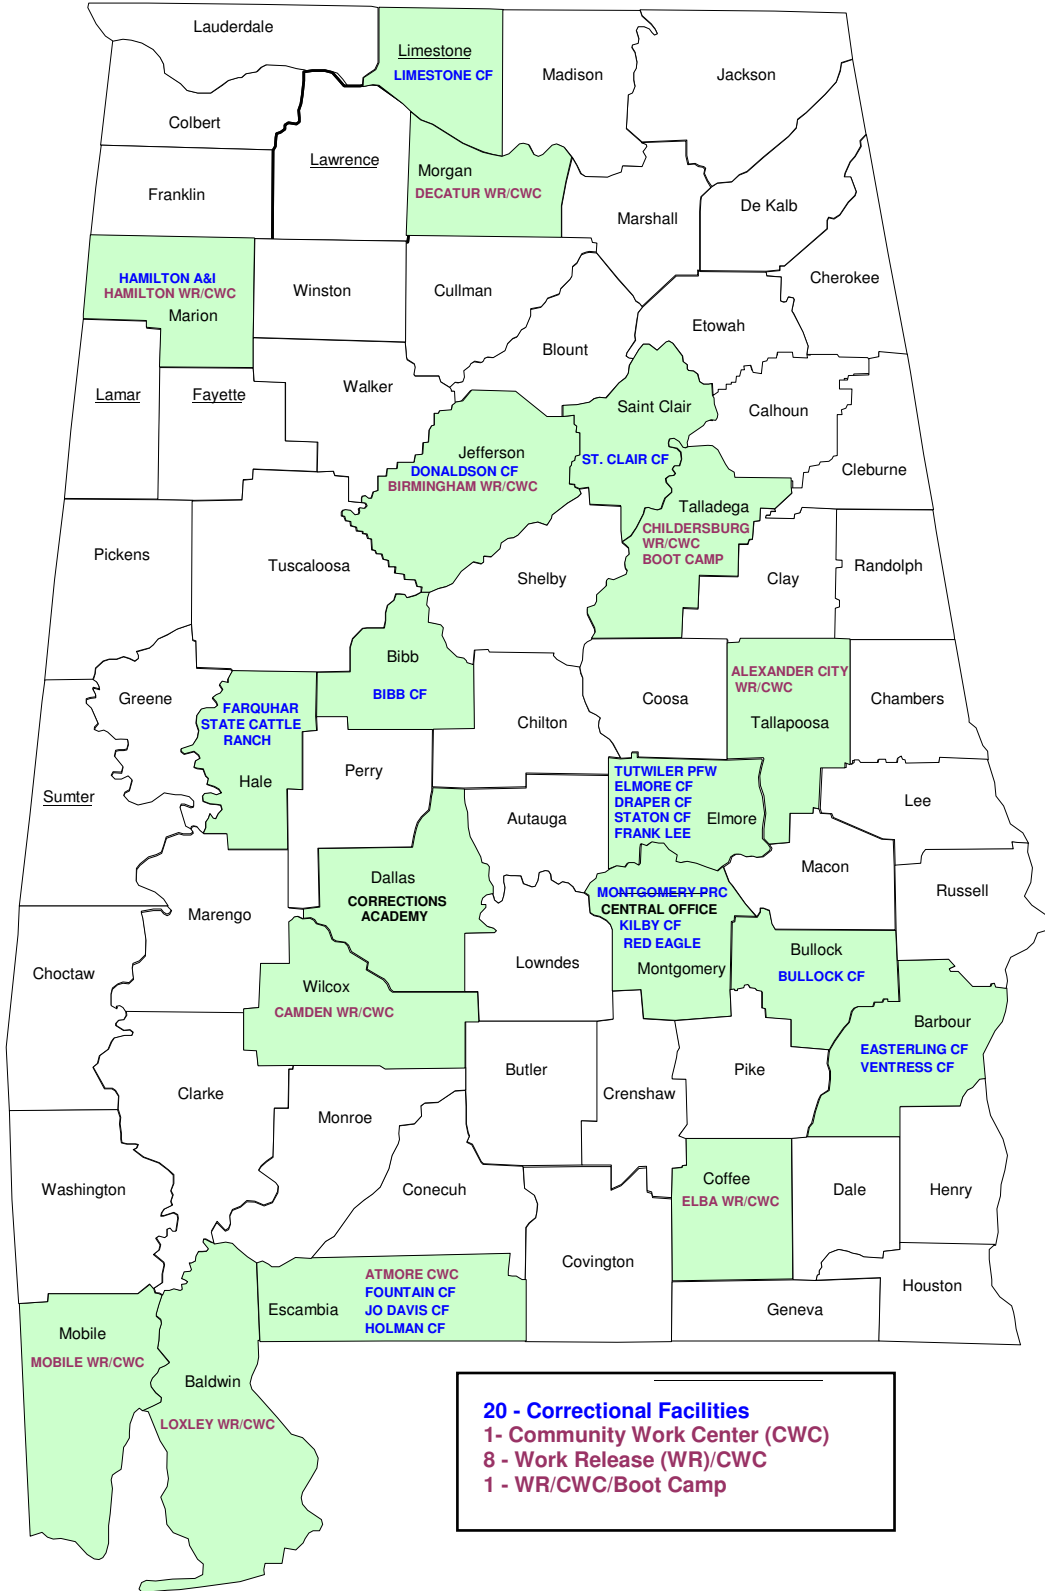 Lauderdale
Limestone
LIMESTONE CF
Madison
Jackson
Colbert
Lawrence
Morgan
DECATUR WR/CWC
Franklin
Marshall
De Kalb
Cherokee
HAMILTON A&I
HAMILTON WR/CWC
Marion
Winston
Cullman
Etowah
Blount
Lamar
Fayette
Walker
Saint Clair
ST. CLAIR CF
Calhoun
Cleburne
Jefferson
DONALDSON CF
BIRMINGHAM WR/CWC
Talladega
CHILDERSBURG
WR/CWC
BOOT CAMP
Pickens
Tuscaloosa
Shelby
Clay
Randolph
Bibb
BIBB CF
Greene
FARQUHAR
STATE CATTLE
RANCH
Hale
Chilton
Coosa
ALEXANDER CITY
WR/CWC
Tallapoosa
Chambers
Sumter
Perry
Autauga
TUTWILER PFW
ELMORE CF
DRAPER CF
STATON CF
FRANK LEE
Elmore
Lee
Macon
Russell
Marengo
Dallas
CORRECTIONS
ACADEMY
MONTGOMERY PRC
CENTRAL OFFICE
KILBY CF
RED EAGLE
Montgomery
Bullock
BULLOCK CF
Choctaw
Wilcox
CAMDEN WR/CWC
Lowndes
Barbour
EASTERLING CF
VENTRESS CF
Clarke
Monroe
Butler
Crenshaw
Pike
Washington
Conecuh
Coffee
ELBA WR/CWC
Dale
Henry
Covington
Houston
Geneva
Escambia
ATMORE CWC
FOUNTAIN CF
JO DAVIS CF
HOLMAN CF
Mobile
MOBILE WR/CWC
Baldwin
LOXLEY WR/CWC
20 - Correctional Facilities
1- Community Work Center (CWC)
8 - Work Release (WR)/CWC
1 - WR/CWC/Boot Camp